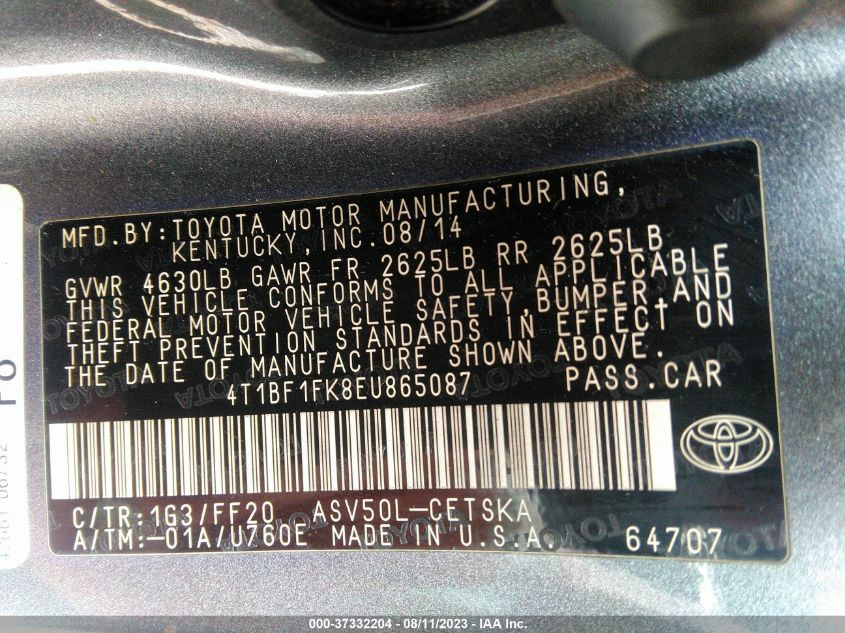 MFD.BY:TOYOTA MOTOR MANUFACTURING,
KENTUCKY,INC.08/14
GVWR 4630LB GAWR FR 2625LB RR 2625LB
THIS VEHICLE CONFORMS TO ALL APPLICABLE
FEDERAL MOTOR VEHICLE SAFETY,BUMPER,AND
THEFT PREVENTION STANDARDS IN EFFECT ON
THE DATE OF MANUFACTURE SHOWN ABOVE.
4T1BF1FK8EU865087 PASS.CAR
C/TR:1G3/FF20 ASV50L-CETSKA
A/TM:-01A/U760E MADE IN U.S.A. 64707
000-37332204 - 08/11/2023 - IAA Inc.